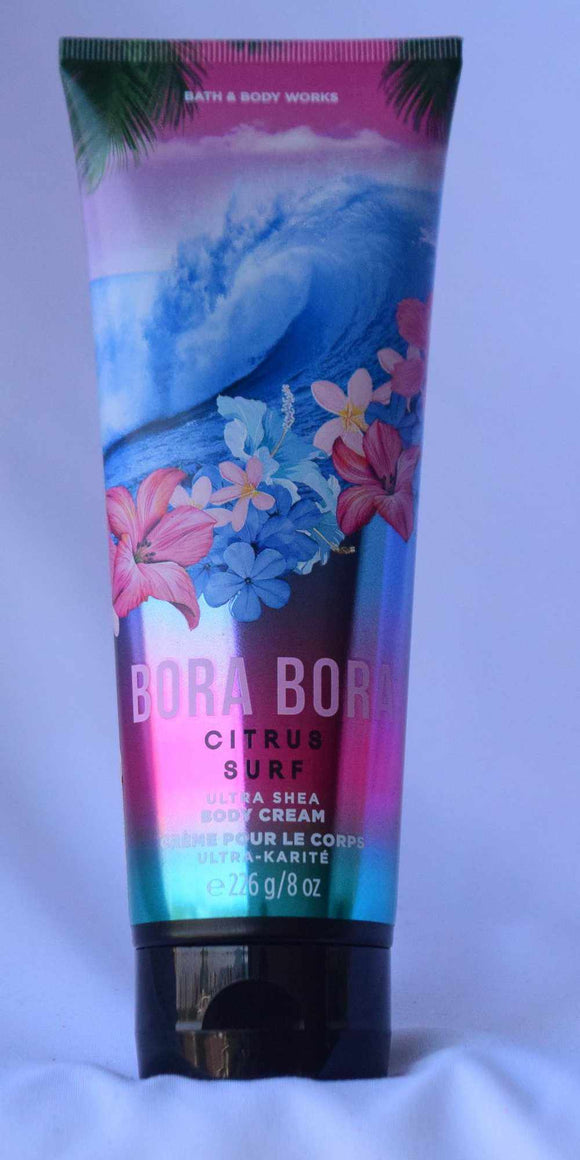 BATH & BODY WORKS
BORA BORA
CITRUS
SURF
ULTRA SHEA
BODY CREAM
CRÈME POUR LE CORPS
ULTRA-KARITÉ
℮ 226 g/8 oz